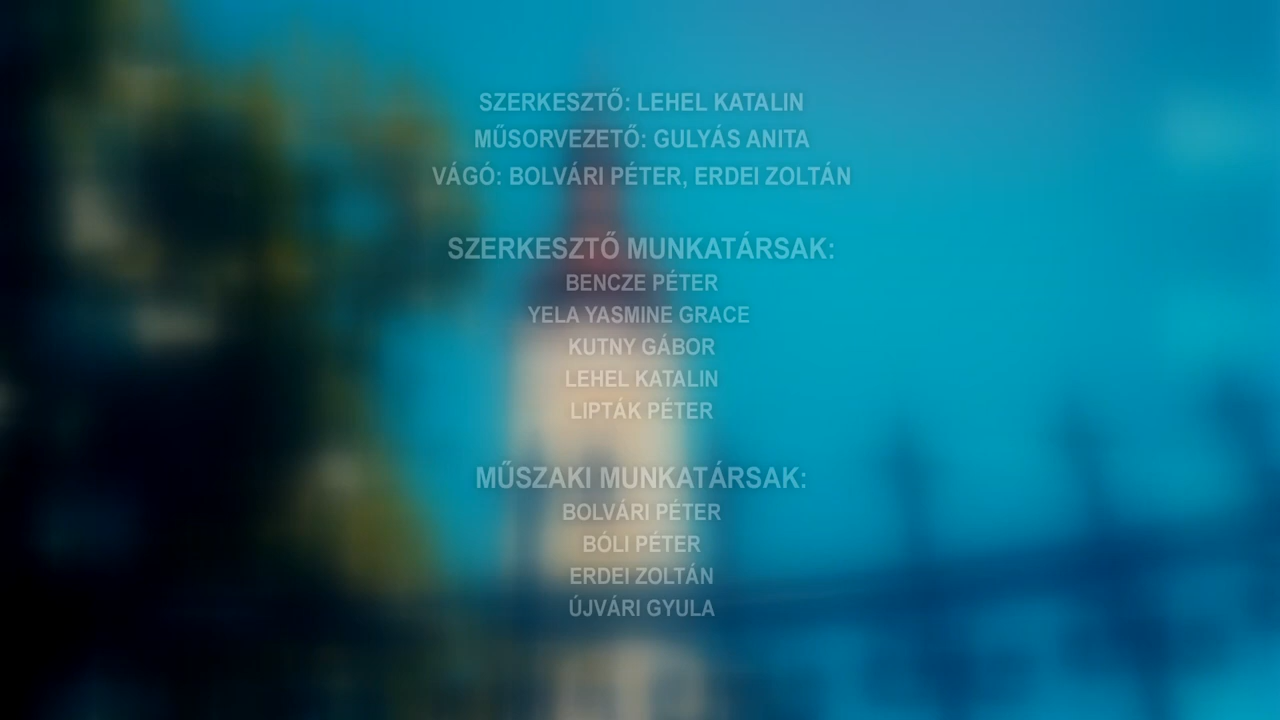 SZERKESZTŐ: LEHEL KATALIN
MŰSORVEZETŐ: GULYÁS ANITA
VÁGÓ: BOLVÁRI PÉTER, ERDEI ZOLTÁN
SZERKESZTŐ MUNKATÁRSAK:
BENCZE PÉTER
YELA YASMINE GRACE
KUTNY GÁBOR
LEHEL KATALIN
LIPTÁK PÉTER
MŰSZAKI MUNKATÁRSAK:
BOLVÁRI PÉTER
BÓLI PÉTER
ERDEI ZOLTÁN
ÚJVÁRI GYULA